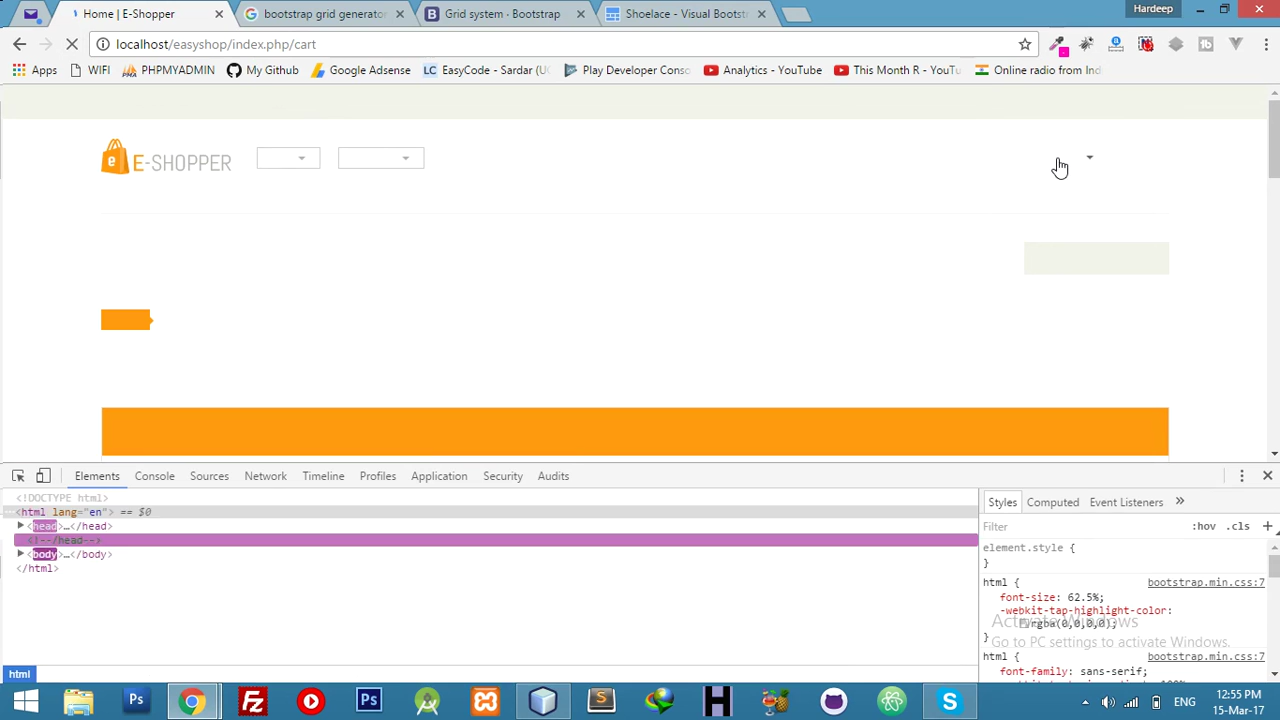 Home | E-Shopper
bootstrap grid generator
Grid system · Bootstrap
Shoelace - Visual Bootst
Hardeep
localhost/easyshop/index.php/cart
Apps
WIFI
PHPMYADMIN
My Github
Google Adsense
LC EasyCode - Sardar (UC
Play Developer Conso
Analytics - YouTube
This Month R - YouTu
Online radio from Ind
E-SHOPPER
Elements Console Sources Network Timeline Profiles Application Security Audits
<!DOCTYPE html>
<html lang="en"> == $0
<head>…</head>
<!--/head-->
<body>…</body>
</html>
html
Styles Computed Event Listeners »
Filter :hov .cls +
element.style {
}
html { bootstrap.min.css:7
font-size: 62.5%;
-webkit-tap-highlight-color:
rgba(0,0,0,0);
}
html { bootstrap.min.css:7
font-family: sans-serif;
Activate Windows
Go to PC settings to activate Windows.
ENG
12:55 PM
15-Mar-17